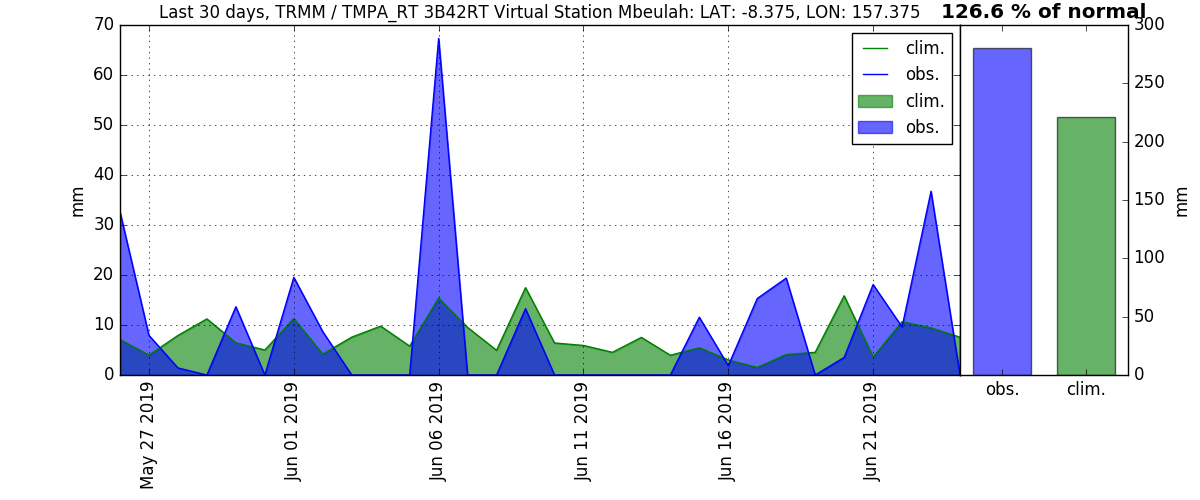 Last 30 days, TRMM / TMPA_RT 3B42RT Virtual Station Mbeulah: LAT: -8.375, LON: 157.375
126.6 % of normal
70
60
50
40
30
20
10
0
mm
clim.
obs.
clim.
obs.
May 27 2019
Jun 01 2019
Jun 06 2019
Jun 11 2019
Jun 16 2019
Jun 21 2019
300
250
200
150
100
50
0
mm
obs.
clim.